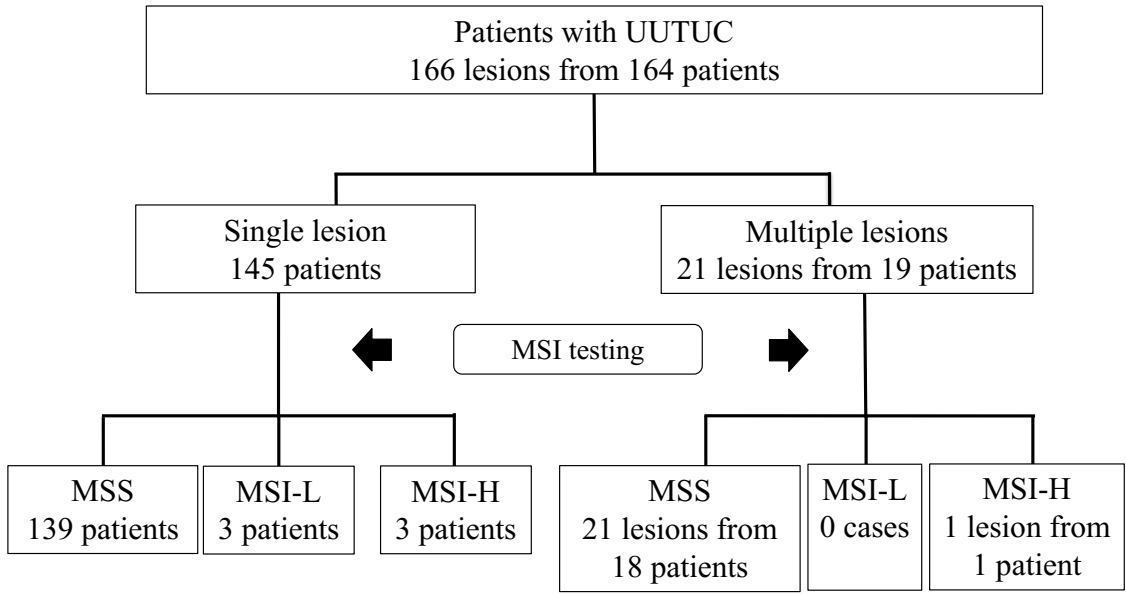 Patients with UUTUC
166 lesions from 164 patients
Single lesion
145 patients
Multiple lesions
21 lesions from 19 patients
MSI testing
MSS
139 patients
MSI-L
3 patients
MSI-H
3 patients
MSS
21 lesions from
18 patients
MSI-L
0 cases
MSI-H
1 lesion from
1 patient